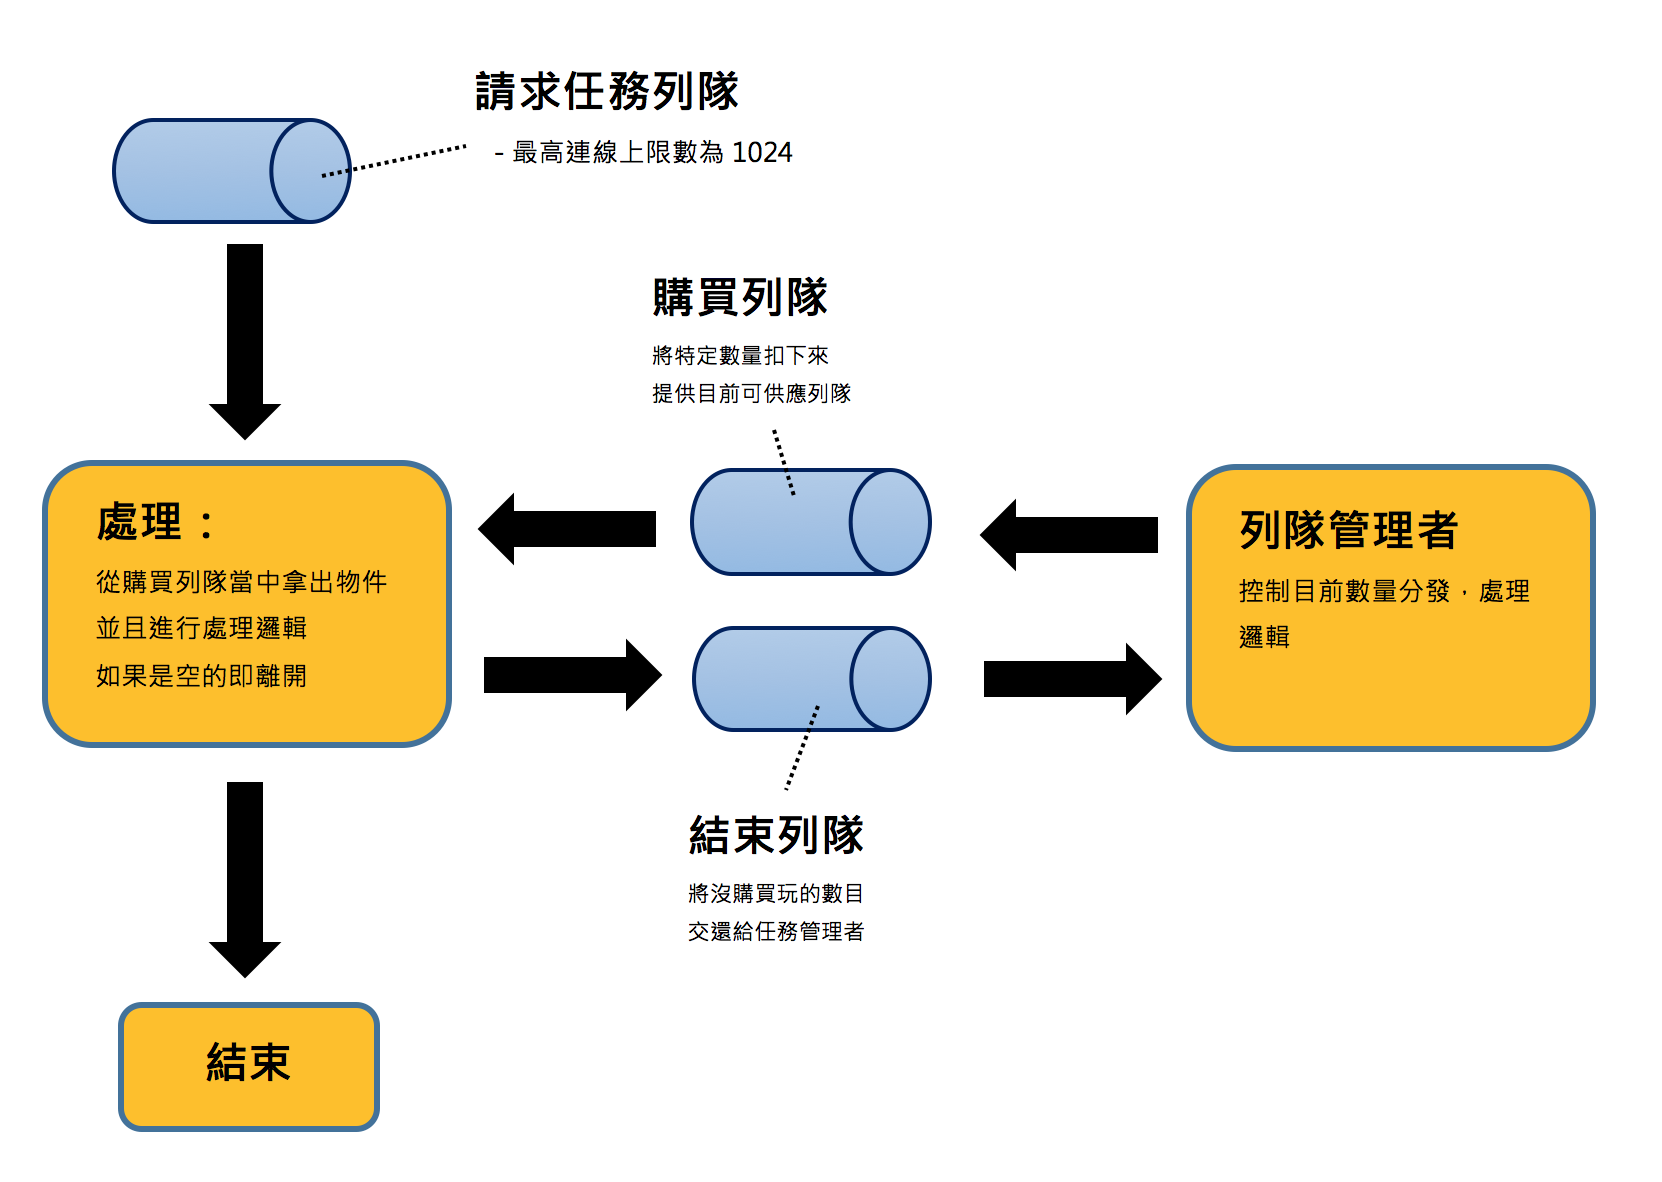 請求任務列隊
- 最高連線上限數為 1024
購買列隊
將特定數量扣下來
提供目前可供應列隊
處理：
從購買列隊當中拿出物件
並且進行處理邏輯
如果是空的即離開
列隊管理者
控制目前數量分發，處理
邏輯
結束列隊
將沒購買玩的數目
交還給任務管理者
結束